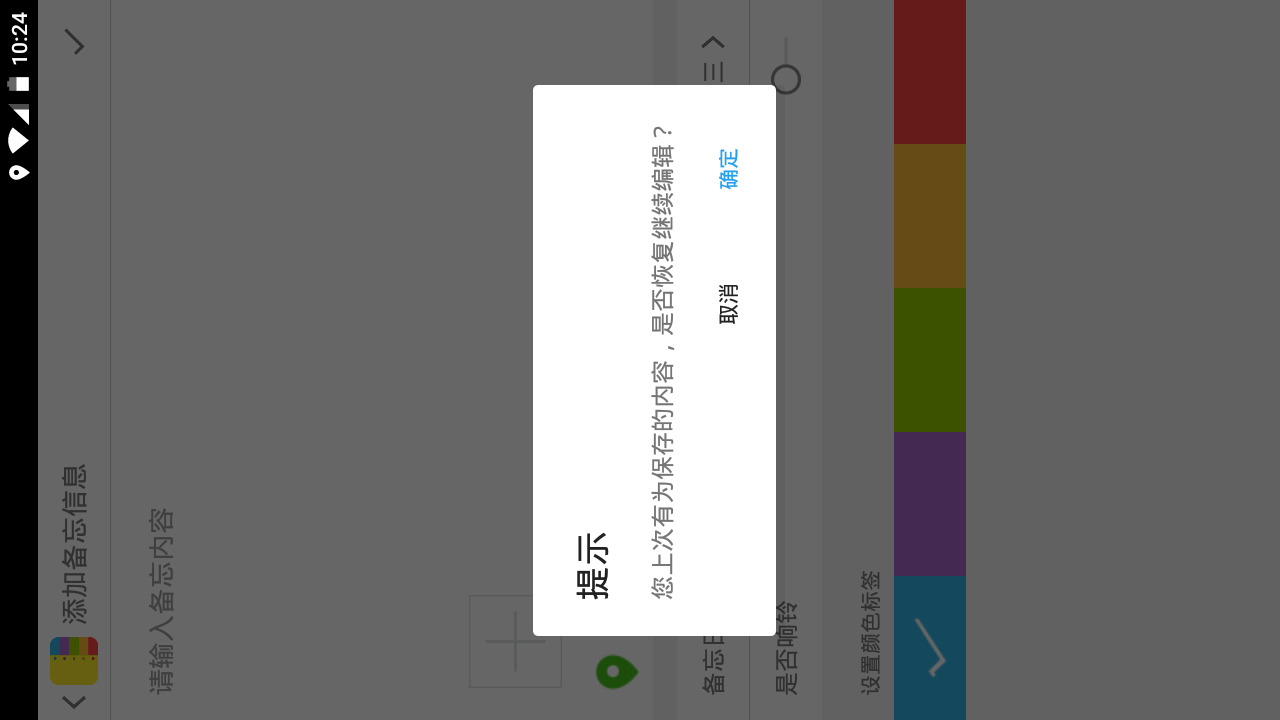 10:24
添加备忘信息
请输入备忘内容
提示
您上次有为保存的内容，是否恢复继续编辑？
取消
确定
备忘日
三
是否响铃
设置颜色标签